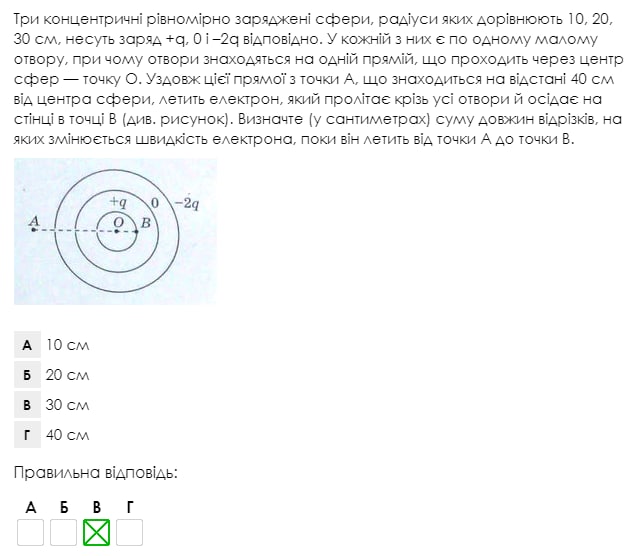 Три концентричні рівномірно заряджені сфери, радіуси яких дорівнюють 10, 20,
30 см, несуть заряд +q, 0 і –2q відповідно. У кожній з них є по одному малому
отвору, при чому отвори знаходяться на одній прямій, що проходить через центр
сфер — точку О. Уздовж цієї прямої з точки А, що знаходиться на відстані 40 см
від центра сфери, летить електрон, який пролітає крізь усі отвори й осідає на
стінці в точці В (див. рисунок). Визначте (у сантиметрах) суму довжин відрізків, на
яких змінюється швидкість електрона, поки він летить від точки А до точки В.
+q 0 –2q
A O B
А 10 см
Б 20 см
В 30 см
Г 40 см
Правильна відповідь:
А Б В Г